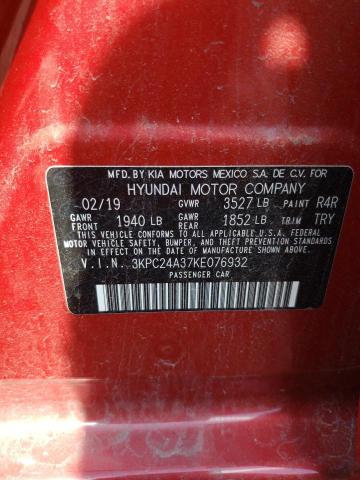 MFD. BY KIA MOTORS MEXICO S.A. DE C.V. FOR
HYUNDAI MOTOR COMPANY
02/19 GVWR 3527 LB PAINT R4R
GAWR FRONT 1940 LB GAWR REAR 1852 LB TRIM TRY
THIS VEHICLE CONFORMS TO ALL APPLICABLE U.S.A. FEDERAL
MOTOR VEHICLE SAFETY, BUMPER, AND THEFT PREVENTION
STANDARDS IN EFFECT ON THE DATE OF MANUFACTURE SHOWN ABOVE.
V.I.N. 3KPC24A37KE076932
PASSENGER CAR